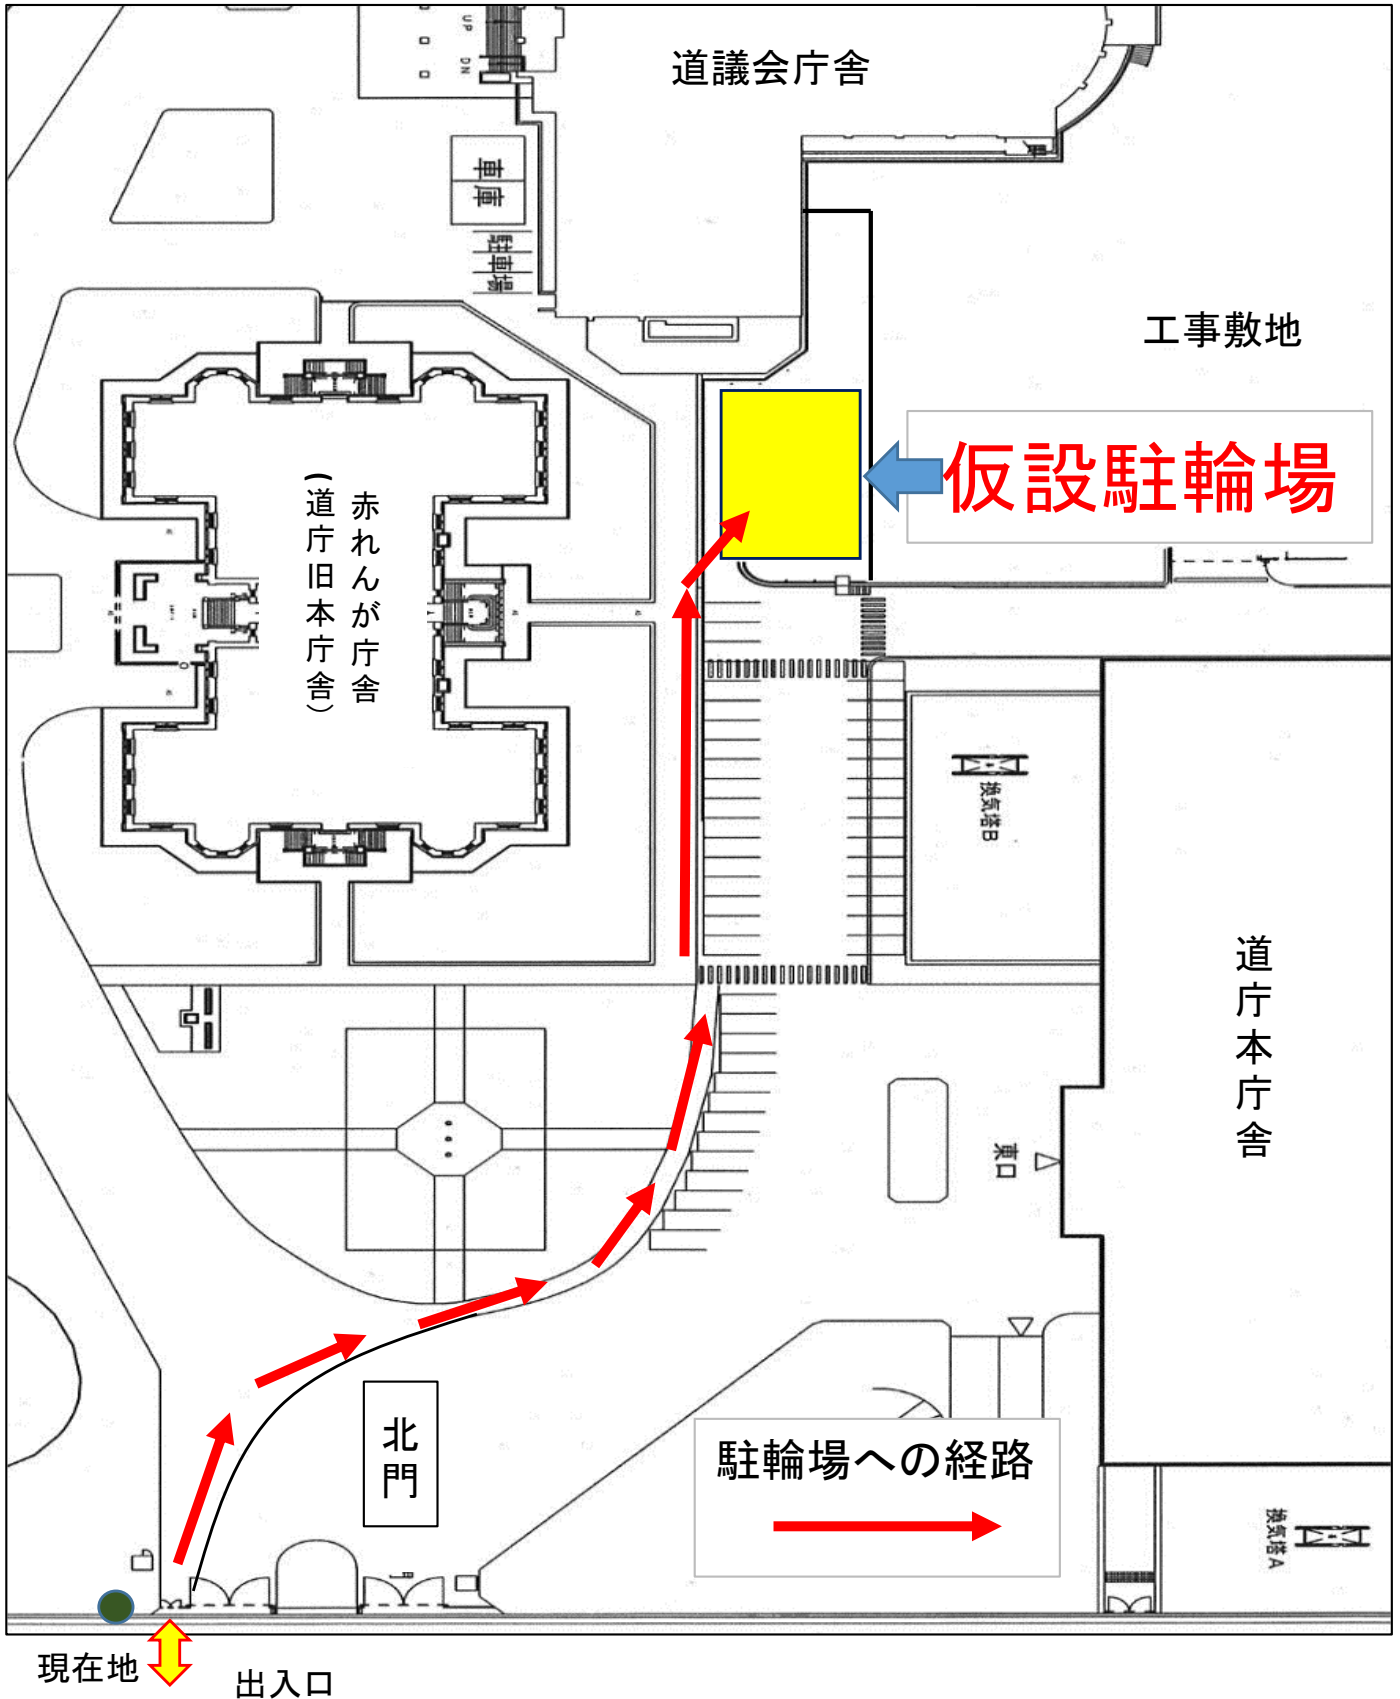 UP
DN
道議会庁舎
車庫
駐車場
工事敷地
仮設駐輪場
赤れんが庁舎
(道庁旧本庁舎)
換気塔B
道庁本庁舎
東口
北門
駐輪場への経路
換気塔A
現在地
出入口